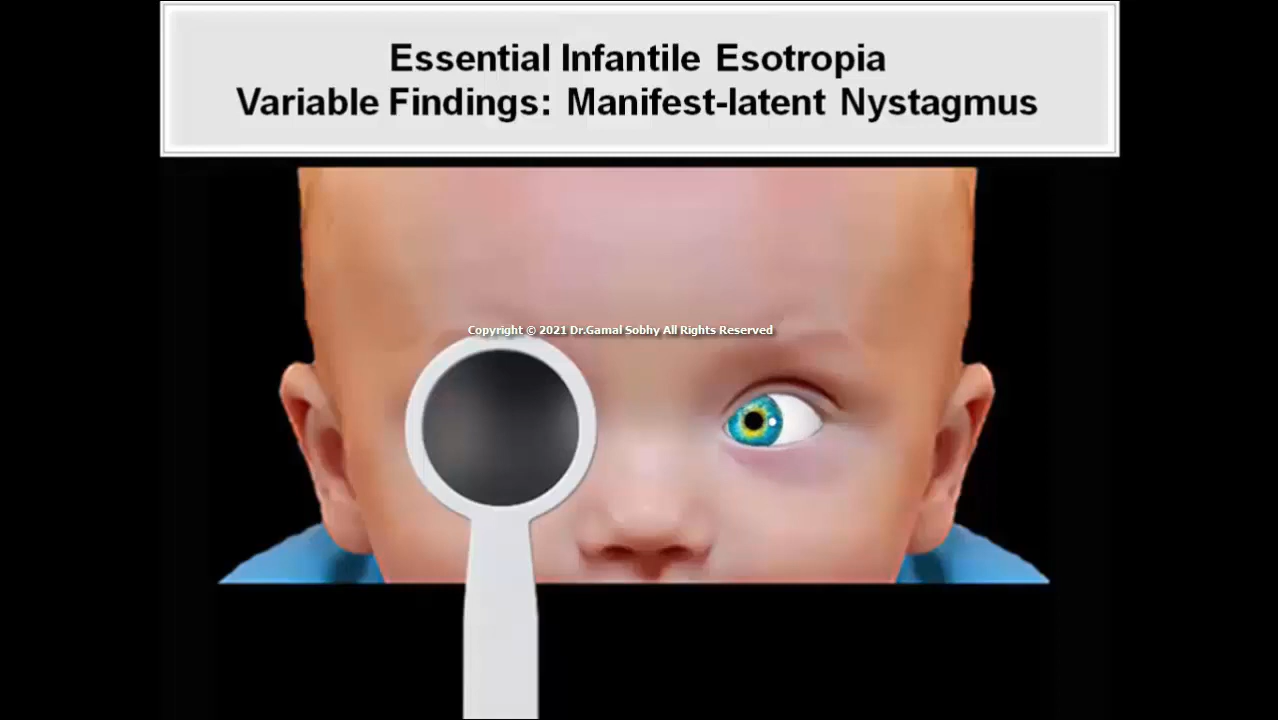 Essential Infantile Esotropia
Variable Findings: Manifest-latent Nystagmus
Copyright © 2021 Dr.Gamal Sobhy All Rights Reserved